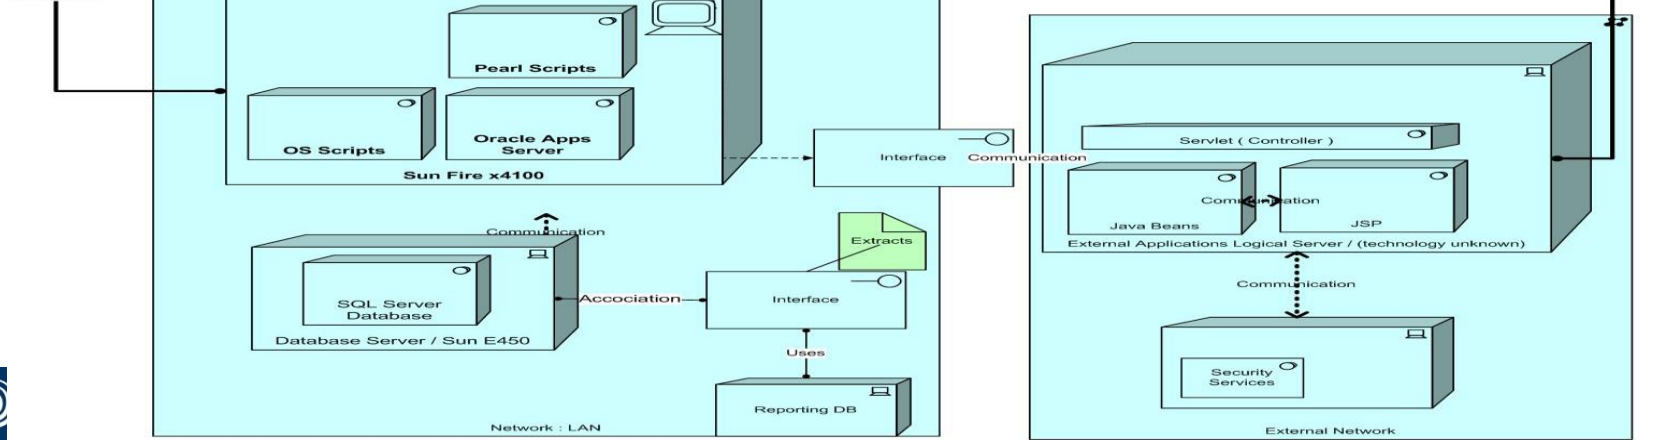 Pearl Scripts
OS Scripts
Oracle Apps
Server
Sun Fire x4100
Interface
Communication
Servlet ( Controller )
Communication
Java Beans
JSP
External Applications Logical Server / (technology unknown)
Communication
Extracts
SQL Server
Database
Accociation
Interface
Database Server / Sun E450
Uses
Reporting DB
Network : LAN
Communication
Security
Services
External Network